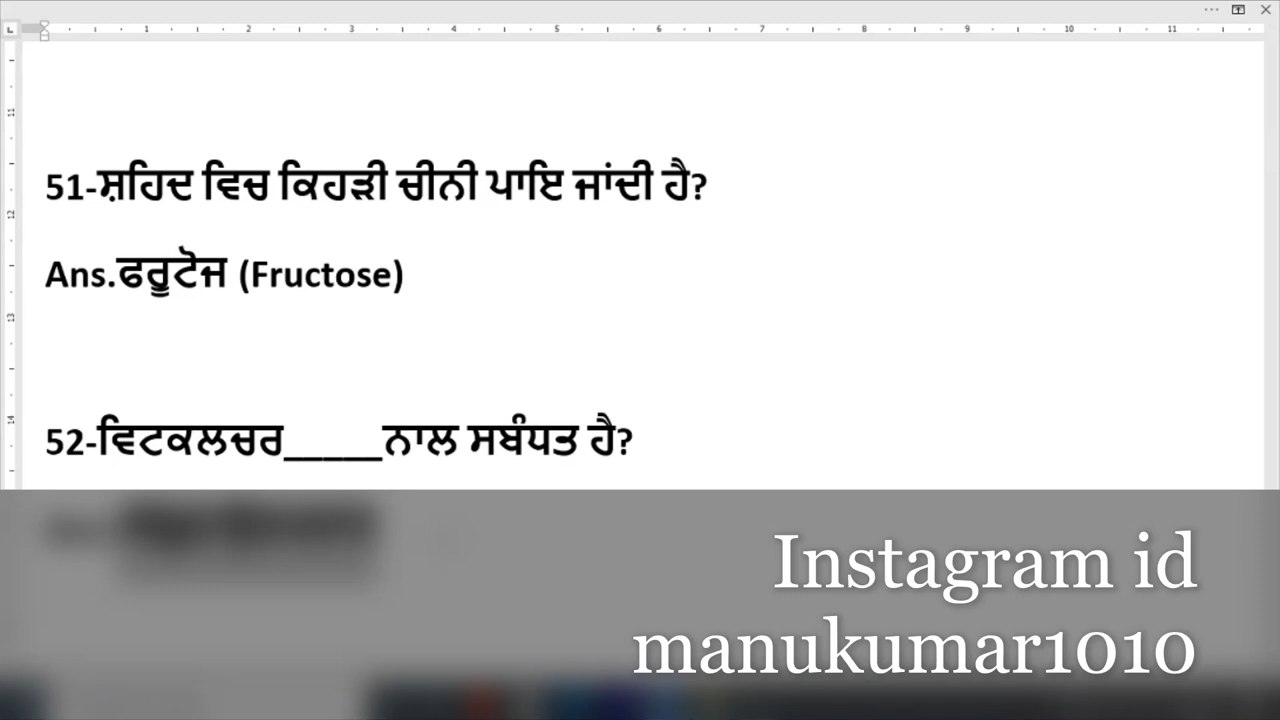 51-ਸ਼ਹਿਦ ਵਿਚ ਕਿਹੜੀ ਚੀਨੀ ਪਾਇ ਜਾਂਦੀ ਹੈ?
Ans.ਫਰੂਟੋਜ (Fructose)
52-ਵਿਟਕਲਚਰ_____ਨਾਲ ਸਬੰਧਤ ਹੈ?
Instagram id
manukumar1010